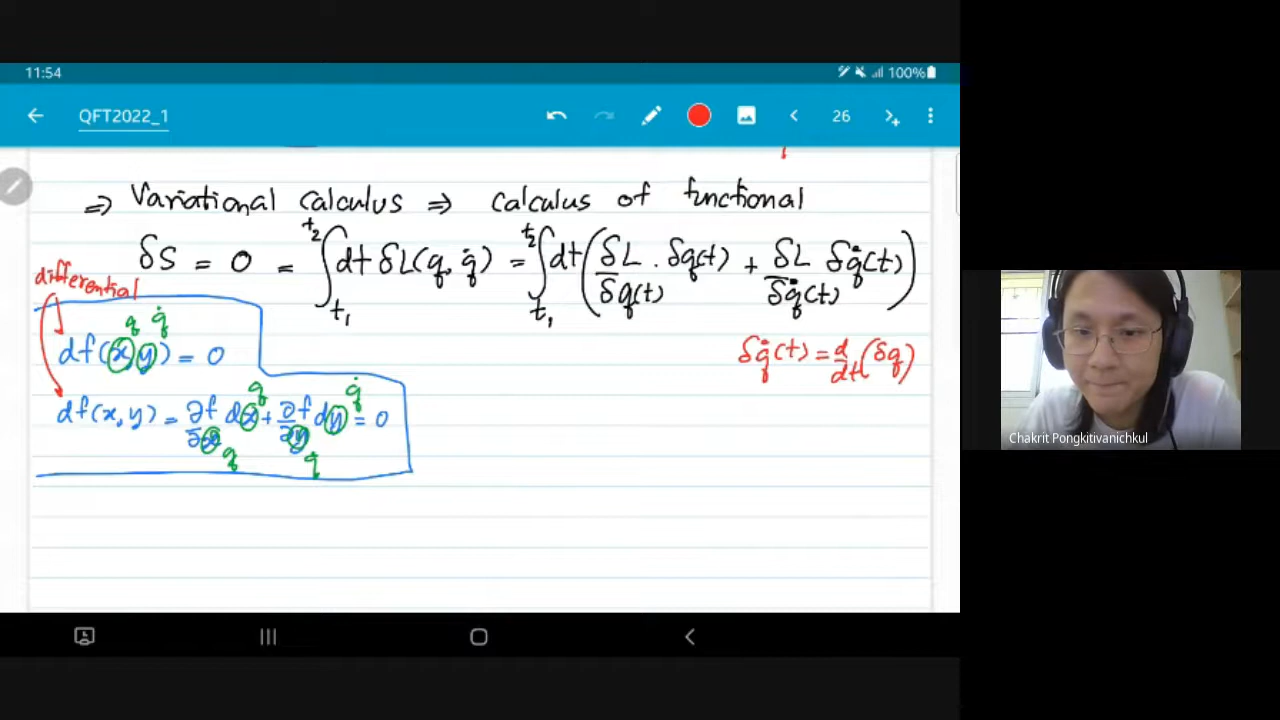 11:54 100%
QFT2022_1 26
⇒ Variational calculus ⇒ calculus of functional
δS = 0 = ∫_{t₁}^{t₂} dt δL(q, q̇) = ∫_{t₁}^{t₂} dt (δL/δq(t) . δq(t) + δL/δq̇(t) δq̇(t))
differential
q q̇
df(x, y) = 0
δq̇(t) = d/dt (δq)
q q̇
df(x, y) = ∂f/∂x dx + ∂f/∂y dy = 0
q q̇
Chakrit Pongkitivanichkul